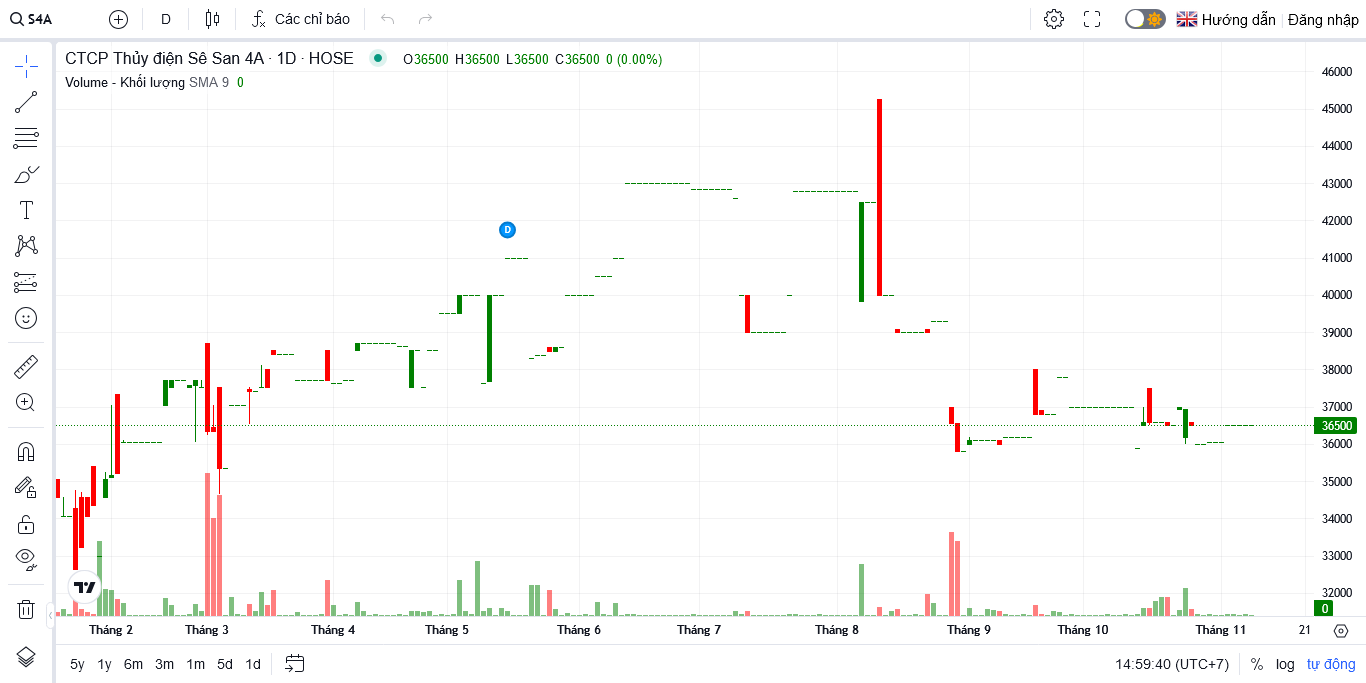 S4A D Các chỉ báo Hướng dẫn Đăng nhập
CTCP Thủy điện Sê San 4A · 1D · HOSE O36500 H36500 L36500 C36500 0 (0.00%)
Volume - Khối lượng SMA 9 0
46000
45000
44000
43000
42000
D
41000
40000
39000
38000
37000
36500
36000
35000
34000
33000
32000
0
Tháng 2 Tháng 3 Tháng 4 Tháng 5 Tháng 6 Tháng 7 Tháng 8 Tháng 9 Tháng 10 Tháng 11 21
5y 1y 6m 3m 1m 5d 1d 14:59:40 (UTC+7) % log tự động